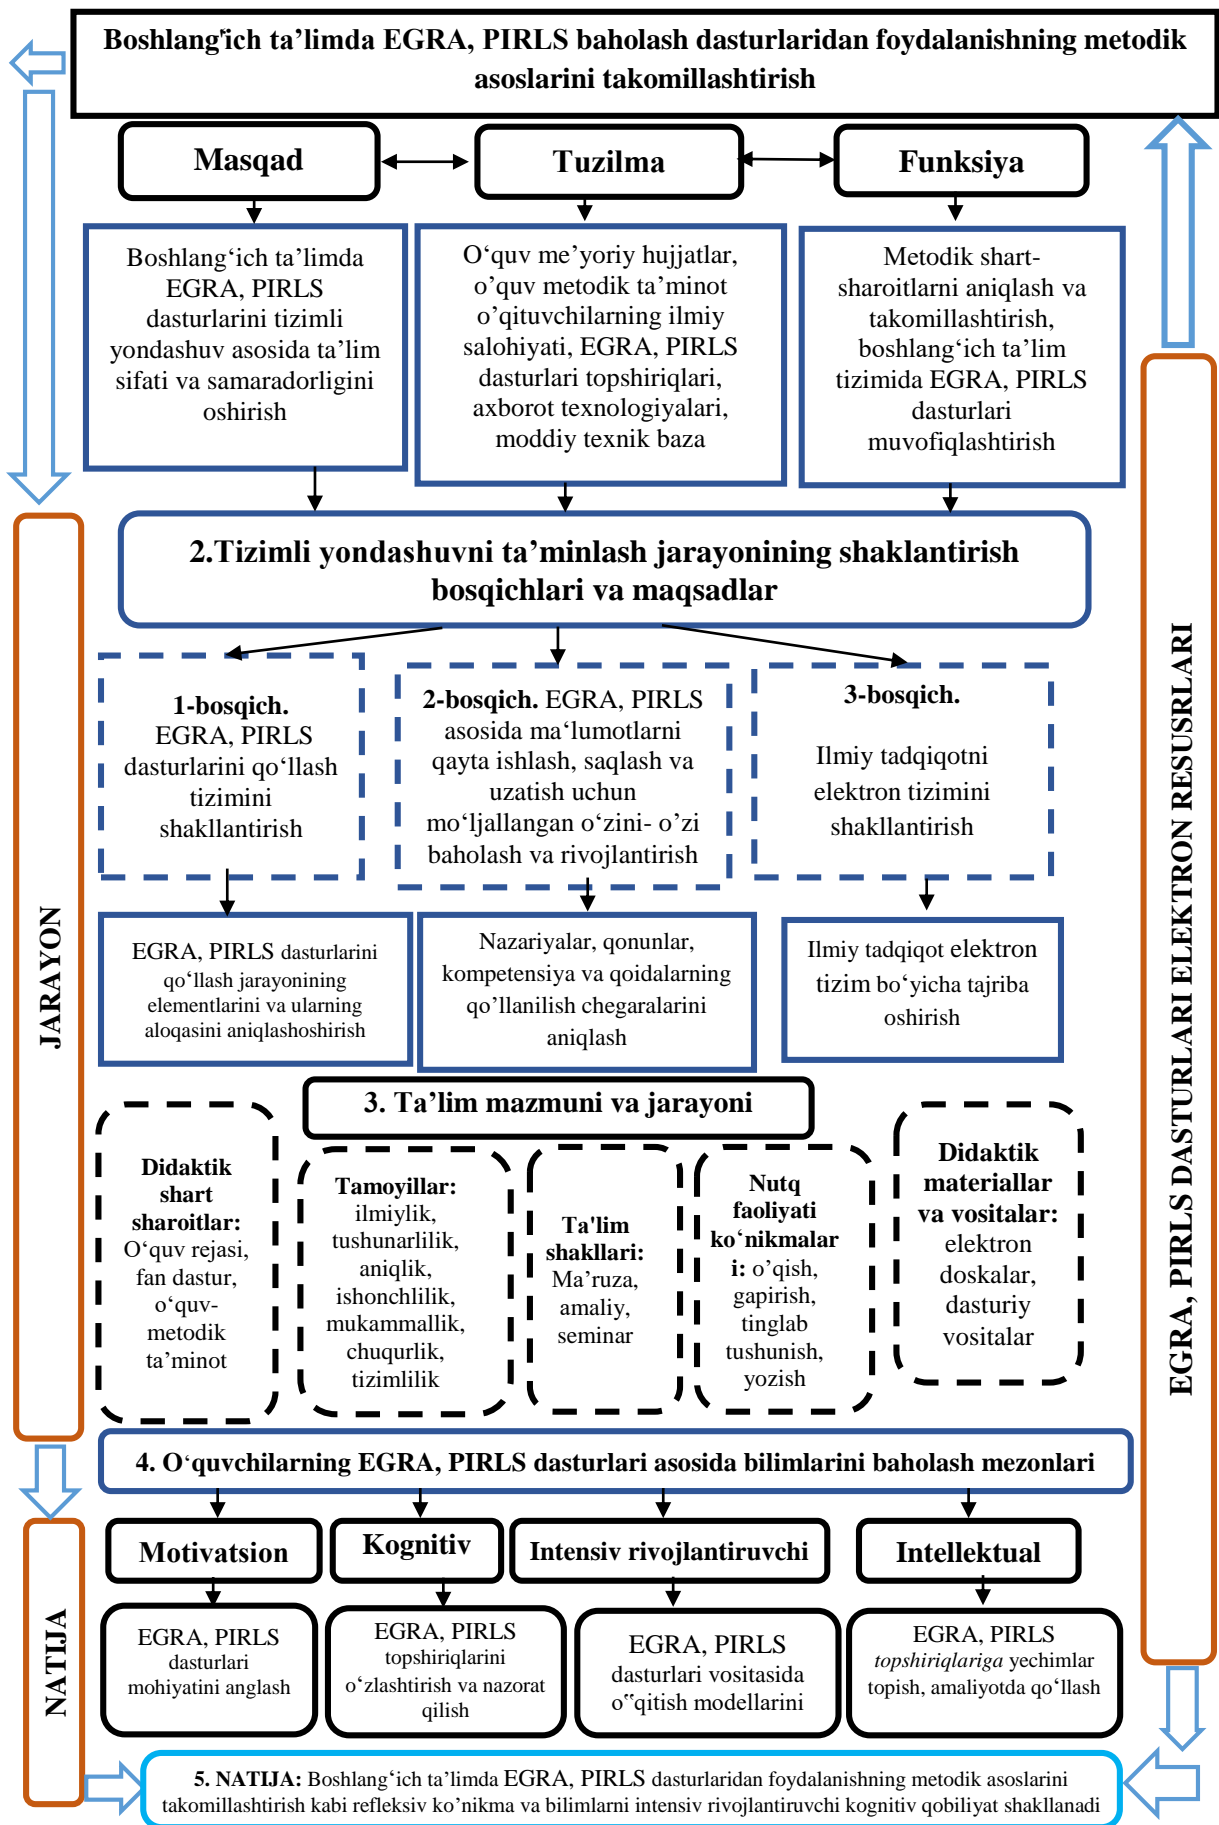 Boshlang'ich ta’limda EGRA, PIRLS baholash dasturlaridan foydalanishning metodik
asoslarini takomillashtirish
Masqad
Tuzilma
Funksiya
Boshlang‘ich ta’limda
EGRA, PIRLS
dasturlarini tizimli
yondashuv asosida ta’lim
sifati va samaradorligini
oshirish
O‘quv me’yoriy hujjatlar,
o’quv metodik ta’minot
o’qituvchilarning ilmiy
salohiyati, EGRA, PIRLS
dasturlari topshiriqlari,
axborot texnologiyalari,
moddiy texnik baza
Metodik shart-
sharoitlarni aniqlash va
takomillashtirish,
boshlang‘ich ta’lim
tizimida EGRA, PIRLS
dasturlari
muvofiqlashtirish
2.Tizimli yondashuvni ta’minlash jarayonining shaklantirish
bosqichlari va maqsadlar
1-bosqich.
EGRA, PIRLS
dasturlarini qo‘llash
tizimini
shakllantirish
2-bosqich. EGRA, PIRLS
asosida ma‘lumotlarni
qayta ishlash, saqlash va
uzatish uchun
mo‘ljallangan o‘zini- o’zi
baholash va rivojlantirish
3-bosqich.
Ilmiy tadqiqotni
elektron tizimini
shakllantirish
EGRA, PIRLS dasturlarini
qo‘llash jarayonining
elementlarini va ularning
aloqasini aniqlashoshirish
Nazariyalar, qonunlar,
kompetensiya va qoidalarning
qo’llanilish chegaralarini
aniqlash
Ilmiy tadqiqot elektron
tizim bo‘yicha tajriba
oshirish
JARAYON
EGRA, PIRLS DASTURLARI ELEKTRON RESUSRLARI
3. Ta’lim mazmuni va jarayoni
Didaktik
shart
sharoitlar:
O‘quv rejasi,
fan dastur,
o‘quv-
metodik
ta’minot
Tamoyillar:
ilmiylik,
tushunarlilik,
aniqlik,
ishonchlilik,
mukammallik,
chuqurlik,
tizimlilik
Ta'lim
shakllari:
Ma’ruza,
amaliy,
seminar
Nutq
faoliyati
ko‘nikmalar
i: o’qish,
gapirish,
tinglab
tushunish,
yozish
Didaktik
materiallar
va vositalar:
elektron
doskalar,
dasturiy
vositalar
4. O‘quvchilarning EGRA, PIRLS dasturlari asosida bilimlarini baholash mezonlari
Motivatsion
Kognitiv
Intensiv rivojlantiruvchi
Intellektual
EGRA, PIRLS
dasturlari
mohiyatini anglash
EGRA, PIRLS
topshiriqlarini
o‘zlashtirish va nazorat
qilish
EGRA, PIRLS
dasturlari vositasida
o‟qitish modellarini
EGRA, PIRLS
topshiriqlariga yechimlar
topish, amaliyotda qo‘llash
NATIJA
5. NATIJA: Boshlang‘ich ta’limda EGRA, PIRLS dasturlaridan foydalanishning metodik asoslarini
takomillashtirish kabi refleksiv ko’nikma va bilimlarni intensiv rivojlantiruvchi kognitiv qobiliyat shakllanadi